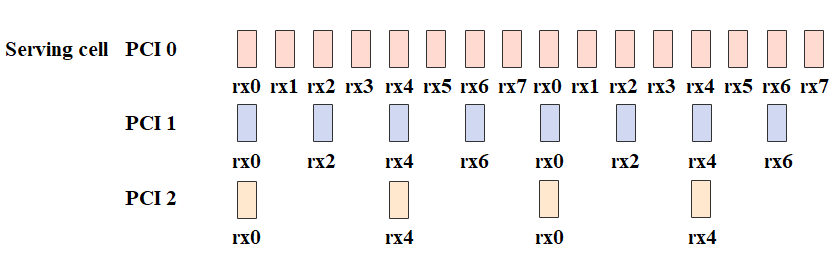 Serving cell PCI 0
rx0 rx1 rx2 rx3 rx4 rx5 rx6 rx7 rx0 rx1 rx2 rx3 rx4 rx5 rx6 rx7
PCI 1
rx0 rx2 rx4 rx6 rx0 rx2 rx4 rx6
PCI 2
rx0 rx4 rx0 rx4